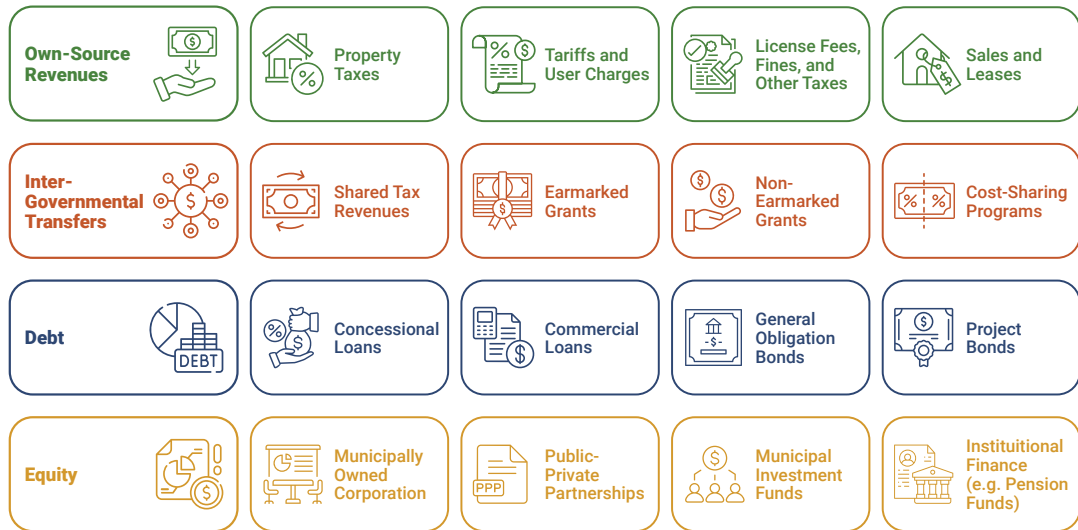 Own-Source
Revenues
Property
Taxes
%
Tariffs and
User Charges
% $
License Fees,
Fines, and
Other Taxes
Sales and
Leases
$
Inter-
Governmental
Transfers
$
Shared Tax
Revenues
Earmarked
Grants
$
Non-
Earmarked
Grants
$
$
Cost-Sharing
Programs
% %
Debt
DEBT
Concessional
Loans
%
$
Commercial
Loans
$
General
Obligation
Bonds
-$-
Project
Bonds
$
Equity
$
Municipally
Owned
Corporation
Public-
Private
Partnerships
PPP
Municipal
Investment
Funds
$
Instituitional
Finance
(e.g. Pension
Funds)